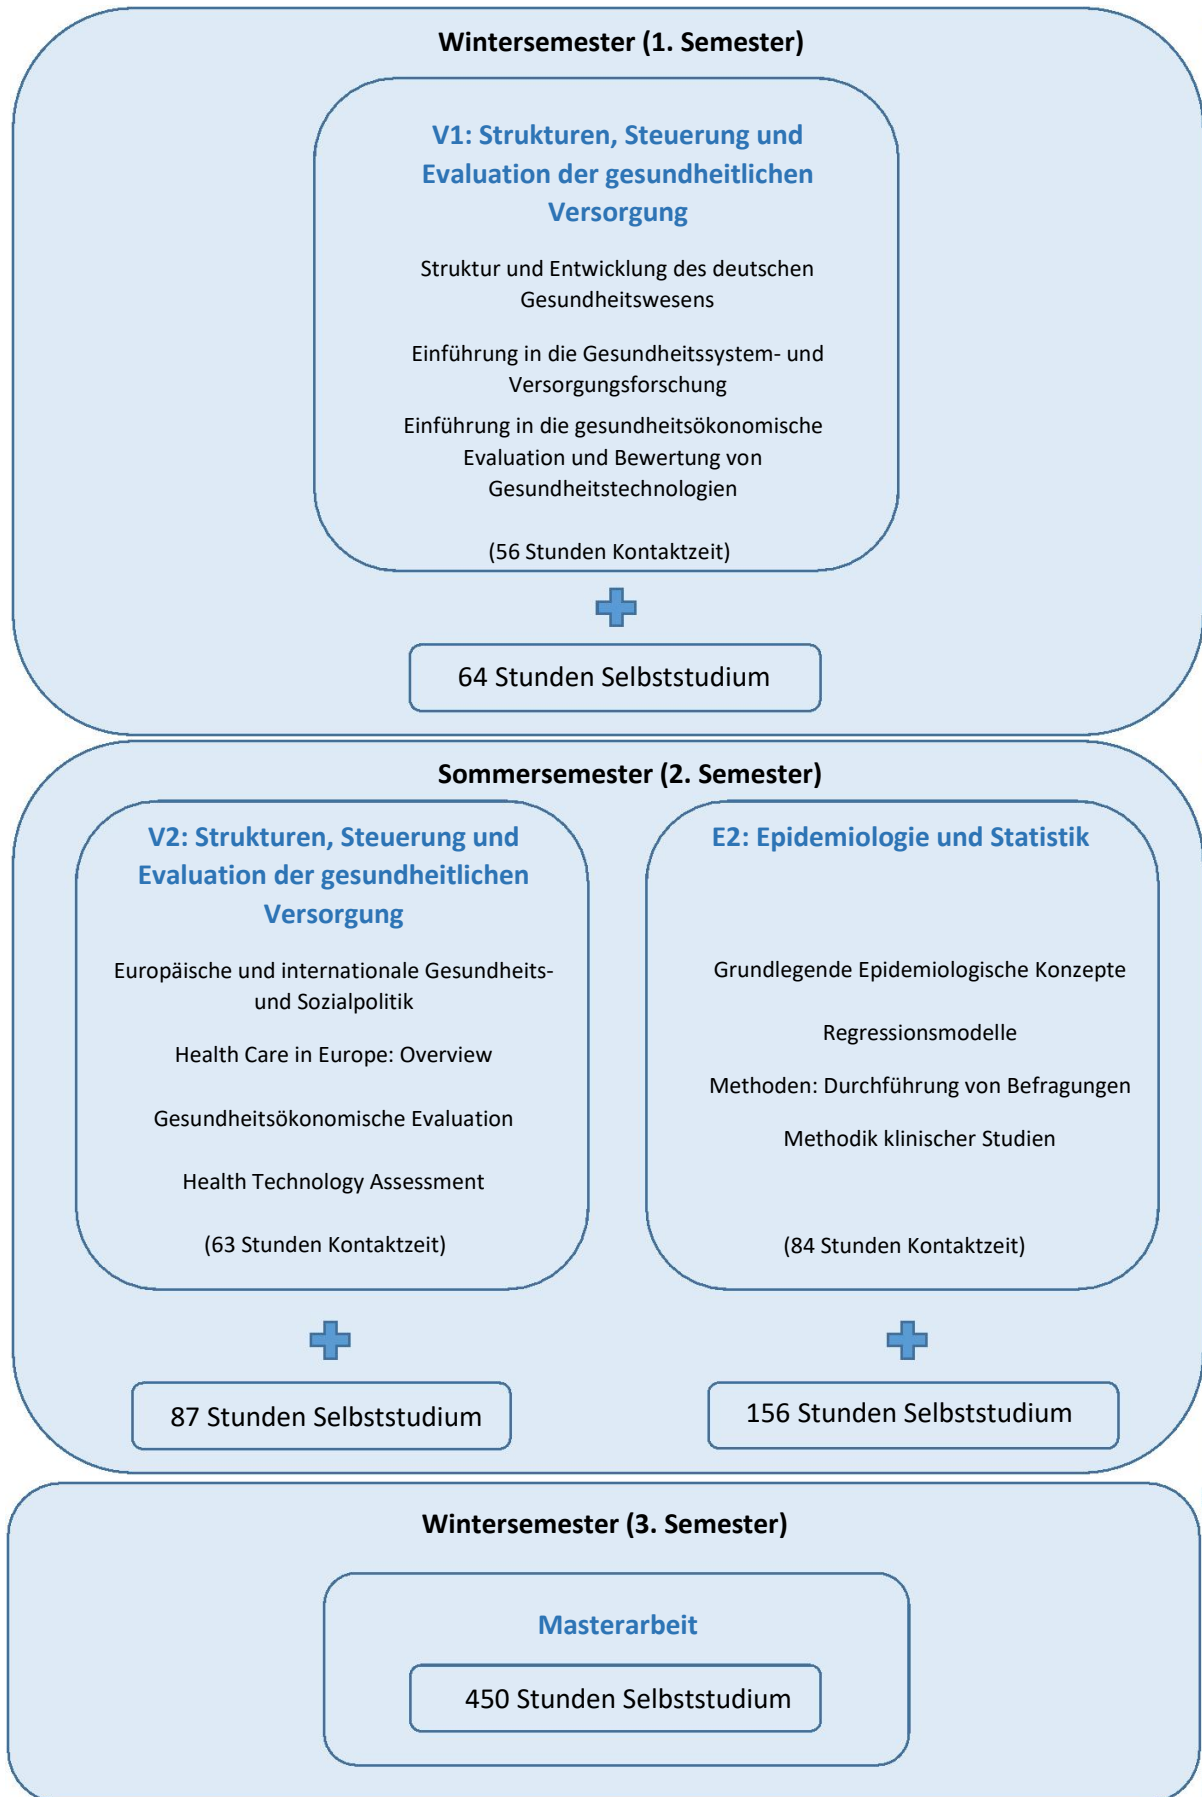 Wintersemester (1. Semester)
V1: Strukturen, Steuerung und
Evaluation der gesundheitlichen
Versorgung
Struktur und Entwicklung des deutschen
Gesundheitswesens
Einführung in die Gesundheitssystem- und
Versorgungsforschung
Einführung in die gesundheitsökonomische
Evaluation und Bewertung von
Gesundheitstechnologien
(56 Stunden Kontaktzeit)
64 Stunden Selbststudium
Sommersemester (2. Semester)
V2: Strukturen, Steuerung und
Evaluation der gesundheitlichen
Versorgung
Europäische und internationale Gesundheits-
und Sozialpolitik
Health Care in Europe: Overview
Gesundheitsökonomische Evaluation
Health Technology Assessment
(63 Stunden Kontaktzeit)
87 Stunden Selbststudium
E2: Epidemiologie und Statistik
Grundlegende Epidemiologische Konzepte
Regressionsmodelle
Methoden: Durchführung von Befragungen
Methodik klinischer Studien
(84 Stunden Kontaktzeit)
156 Stunden Selbststudium
Wintersemester (3. Semester)
Masterarbeit
450 Stunden Selbststudium